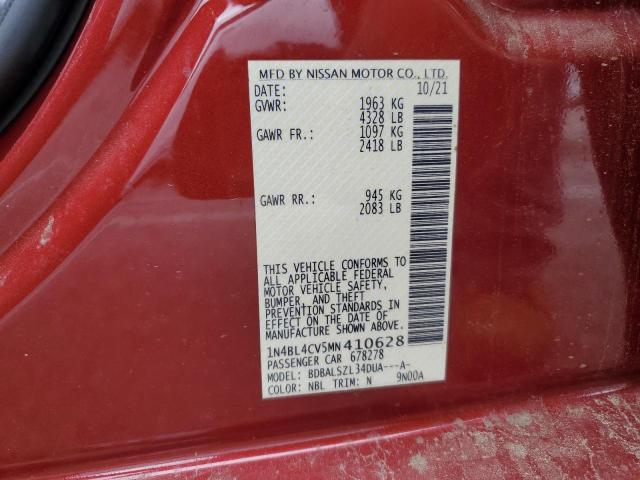 MFD BY NISSAN MOTOR CO., LTD.
DATE: 10/21
GVWR: 1963 KG
4328 LB
GAWR FR.: 1097 KG
2418 LB
GAWR RR.: 945 KG
2083 LB
THIS VEHICLE CONFORMS TO
ALL APPLICABLE FEDERAL
MOTOR VEHICLE SAFETY,
BUMPER, AND THEFT
PREVENTION STANDARDS IN
EFFECT ON THE DATE OF
MANUFACTURE SHOWN ABOVE.
1N4BL4CV5MN410628
PASSENGER CAR 678278
MODEL: BDBALSZL34DUA---A-
COLOR: NBL TRIM: N 9N00A